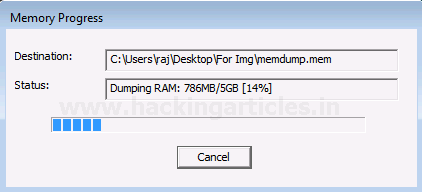 Memory Progress
Destination: C:\Users\raj\Desktop\For Img\memdump.mem
Status: Dumping RAM: 786MB/5GB [14%]
www.hackingarticles.in
Cancel